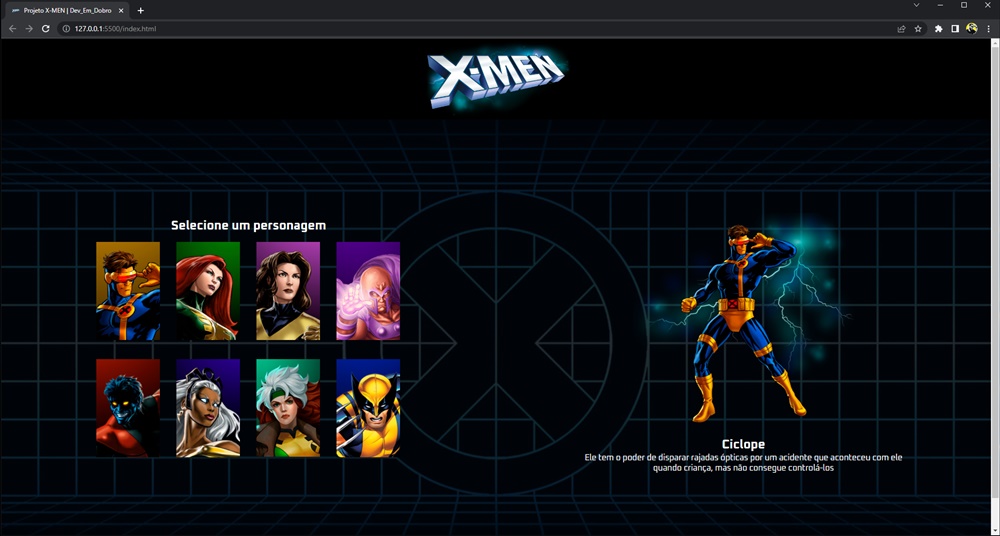 Projeto X-MEN | Dev_Em_Dobro
127.0.0.1:5500/index.html
X-MEN
Selecione um personagem
Ciclope
Ele tem o poder de disparar rajadas ópticas por um acidente que aconteceu com ele
quando criança, mas não consegue controlá-los